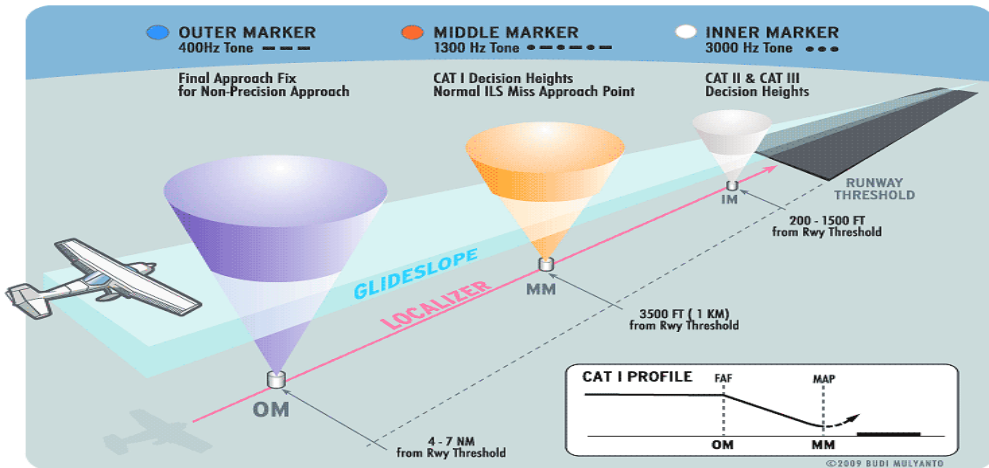 OUTER MARKER
400Hz Tone
Final Approach Fix
for Non-Precision Approach
MIDDLE MARKER
1300 Hz Tone
CAT I Decision Heights
Normal ILS Miss Approach Point
INNER MARKER
3000 Hz Tone
CAT II & CAT III
Decision Heights
RUNWAY
THRESHOLD
IM
200 - 1500 FT
from Rwy Threshold
GLIDESLOPE
LOCALIZER
MM
3500 FT ( 1 KM)
from Rwy Threshold
OM
4 - 7 NM
from Rwy Threshold
CAT I PROFILE
FAF
MAP
OM
MM
©2009 BUDI MULYANTO